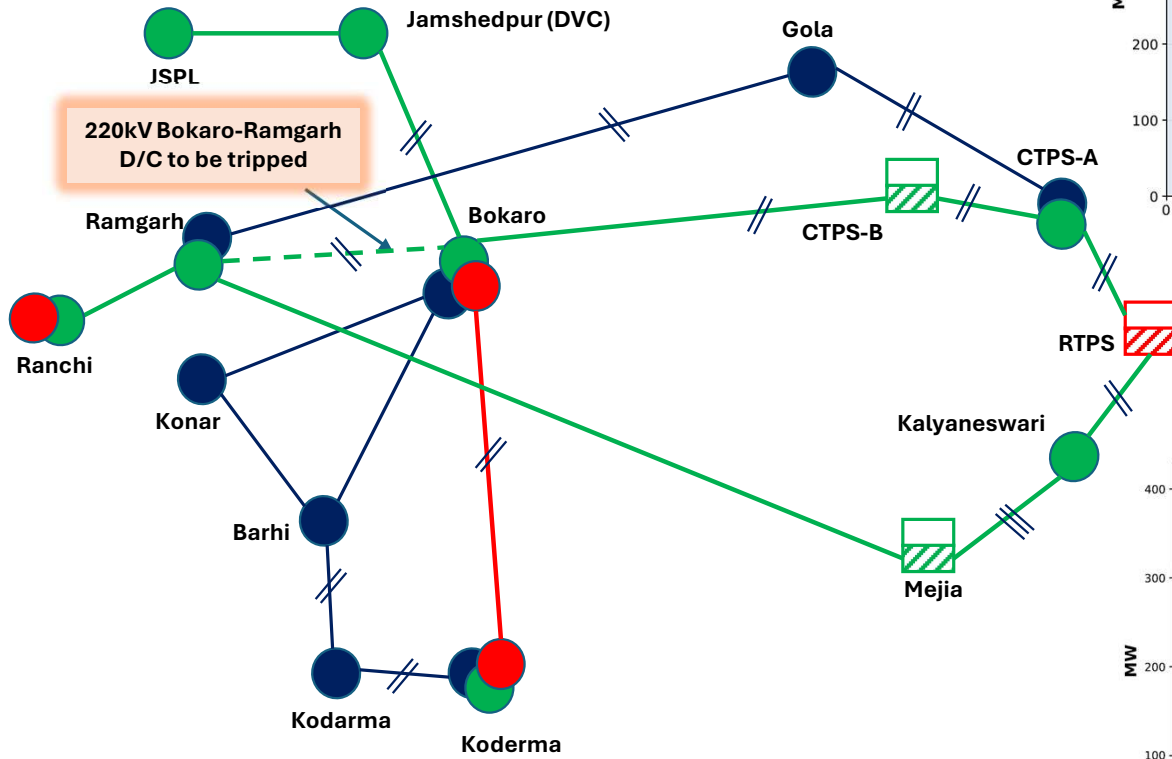 Jamshedpur (DVC)
JSPL
Gola
200
220kV Bokaro-Ramgarh
D/C to be tripped
100
CTPS-A
0
0
Ramgarh
Bokaro
CTPS-B
Ranchi
RTPS
Konar
Kalyaneswari
400
Barhi
300
Mejia
MW
200
Kodarma
Koderma
100